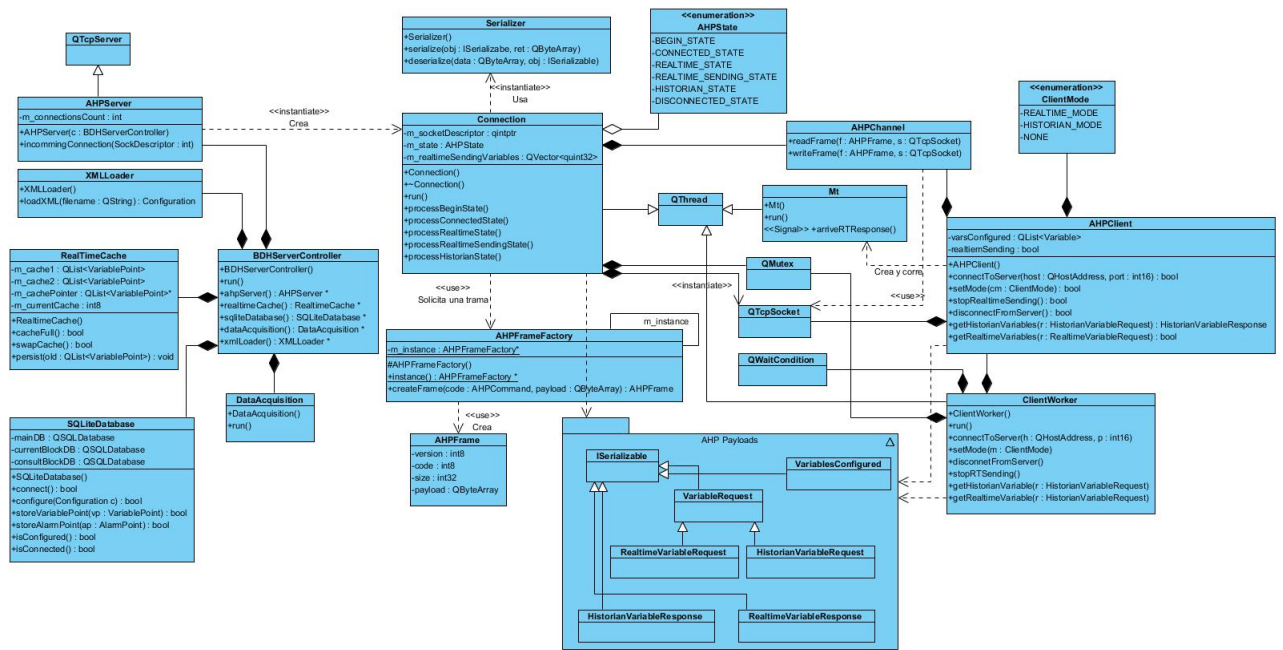 QTcpServer
AHPServer
-m_connectionsCount : int
+AHPServer(c : BDHServerController)
+incommingConnection(SockDescriptor : int)
XMLLoader
+XMLLoader()
+loadXML(filename : QString) : Configuration
RealTimeCache
-m_cache1 : QList<VariablePoint>
-m_cache2 : QList<VariablePoint>
-m_cachePointer : QList<VariablePoint>*
-m_currentCache : int8
+RealtimeCache()
+cacheFull() : bool
+swapCache() : bool
+persist(old : QList<VariablePoint>) : void
BDHServerController
+BDHServerController()
+run()
+ahpServer() : AHPServer *
+realtimeCache() : RealtimeCache *
+sqliteDatabase() : SQLiteDatabase *
+dataAcquisition() : DataAcquisition *
+xmlLoader() : XMLLoader *
SQLiteDatabase
-mainDB : QSQLDatabase
-currentBlockDB : QSQLDatabase
-consultBlockDB : QSQLDatabase
+SQLiteDatabase()
+connect() : bool
+configure(Configuration c) : bool
+storeVariablePoint(vp : VariablePoint) : bool
+storeAlarmPoint(ap : AlarmPoint) : bool
+isConfigured() : bool
+isConnected() : bool
DataAcquisition
+DataAcquisition()
+run()
<<instantiate>>
Crea
Serializer
+Serializer()
+serialize(obj : ISerializabe, ret : QByteArray)
+deserialize(data : QByteArray, obj : ISerializable)
<<instantiate>>
Usa
Connection
-m_socketDescriptor : qintptr
-m_state : AHPState
-m_realtimeSendingVariables : QVector<quint32>
+Connection()
+~Connection()
+run()
+processBeginState()
+processConnectedState()
+processRealtimeState()
+processRealtimeSendingState()
+processHistorianState()
<<use>>
Solicita una trama
AHPFrameFactory
-m_instance : AHPFrameFactory*
#AHPFrameFactory()
+instance() : AHPFrameFactory *
+createFrame(code : AHPCommand, payload : QByteArray) : AHPFrame
m_instance
<<use>>
Crea
AHPFrame
-version : int8
-code : int8
-size : int32
-payload : QByteArray
<<enumeration>>
AHPState
-BEGIN_STATE
-CONNECTED_STATE
-REALTIME_STATE
-REALTIME_SENDING_STATE
-HISTORIAN_STATE
-DISCONNECTED_STATE
AHPChannel
+readFrame(f : AHPFrame, s : QTcpSocket)
+writeFrame(f : AHPFrame, s : QTcpSocket)
<<enumeration>>
ClientMode
-REALTIME_MODE
-HISTORIAN_MODE
-NONE
QThread
Mt
+Mt()
+run()
<<Signal>> +arriveRTResponse()
QMutex
Crea y corre
<<instantiate>>
<<use>>
QTcpSocket
QWaitCondition
AHPClient
-varsConfigured : QList<Variable>
-realtiemSending : bool
+AHPClient()
+connectToServer(host : QHostAddress, port : int16) : bool
+setMode(cm : ClientMode) : bool
+stopRealtimeSending() : bool
+disconnectFromServer() : bool
+getHistorianVariables(r : HistorianVariableRequest) : HistorianVariableResponse
+getRealtimeVariables(r : RealtimeVariableRequest) : bool
ClientWorker
+ClientWorker()
+run()
+connectToServer(h : QHostAddress, p : int16)
+setMode(m : ClientMode)
+disconnetFromServer()
+stopRTSending()
+getHistorianVariable(r : HistorianVariableRequest)
+getRealtimeVariable(r : HistorianVariableRequest)
AHP Payloads
ISerializable
VariablesConfigured
VariableRequest
RealtimeVariableRequest
HistorianVariableRequest
HistorianVariableResponse
RealtimeVariableResponse